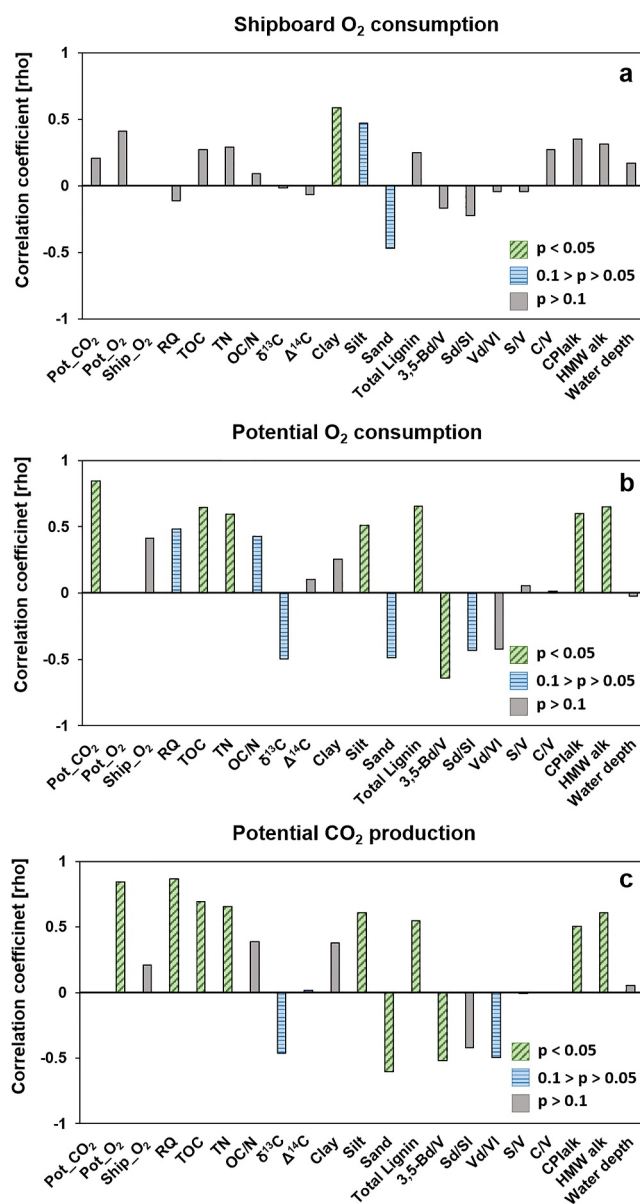 Shipboard O₂ consumption
a
Correlation coefficient [rho]
1
0.5
0
-0.5
-1
p < 0.05
0.1 > p > 0.05
p > 0.1
Pot_CO₂
Pot_O₂
Ship_O₂
RQ
TOC
TN
OC/N
δ¹³C
Δ¹⁴C
Clay
Silt
Sand
Total Lignin
3,5-Bd/V
Sd/Sl
Vd/Vl
S/V
C/V
CPIalk
HMW alk
Water depth
Potential O₂ consumption
b
Correlation coefficinet [rho]
1
0.5
0
-0.5
-1
p < 0.05
0.1 > p > 0.05
p > 0.1
Pot_CO₂
Pot_O₂
Ship_O₂
RQ
TOC
TN
OC/N
δ¹³C
Δ¹⁴C
Clay
Silt
Sand
Total Lignin
3,5-Bd/V
Sd/Sl
Vd/Vl
S/V
C/V
CPIalk
HMW alk
Water depth
Potential CO₂ production
c
Correlation coefficinet [rho]
1
0.5
0
-0.5
-1
p < 0.05
0.1 > p > 0.05
p > 0.1
Pot_CO₂
Pot_O₂
Ship_O₂
RQ
TOC
TN
OC/N
δ¹³C
Δ¹⁴C
Clay
Silt
Sand
Total Lignin
3,5-Bd/V
Sd/Sl
Vd/Vl
S/V
C/V
CPIalk
HMW alk
Water depth